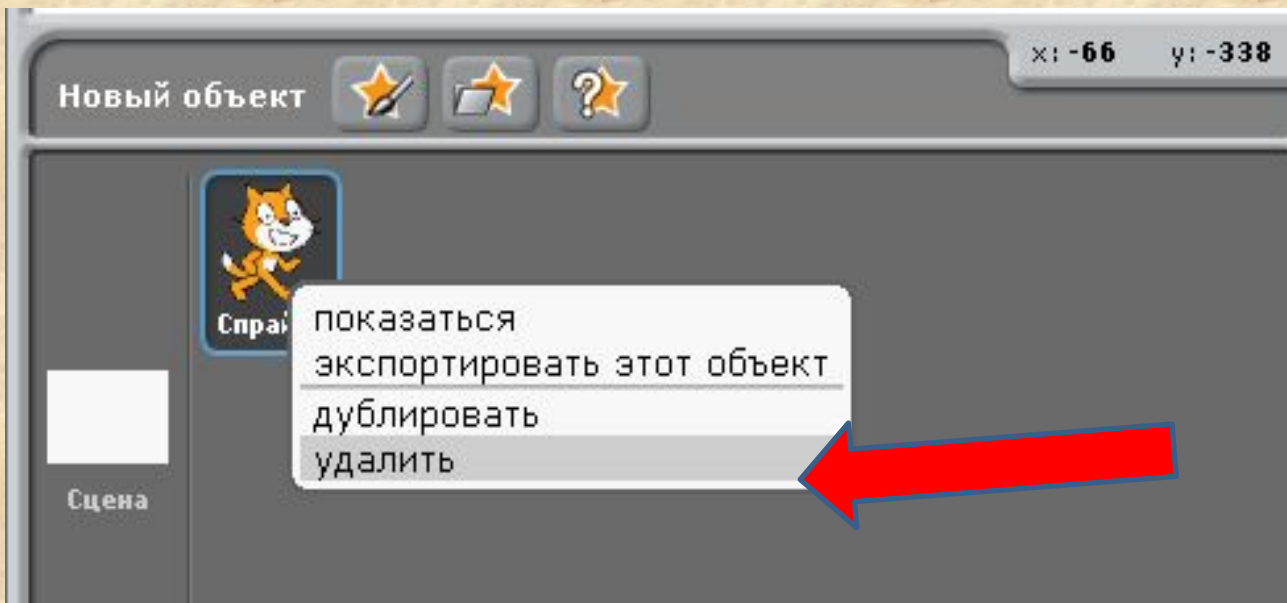 x: -66 y: -338
Новый объект
показаться
экспортировать этот объект
дублировать
удалить
Сцена